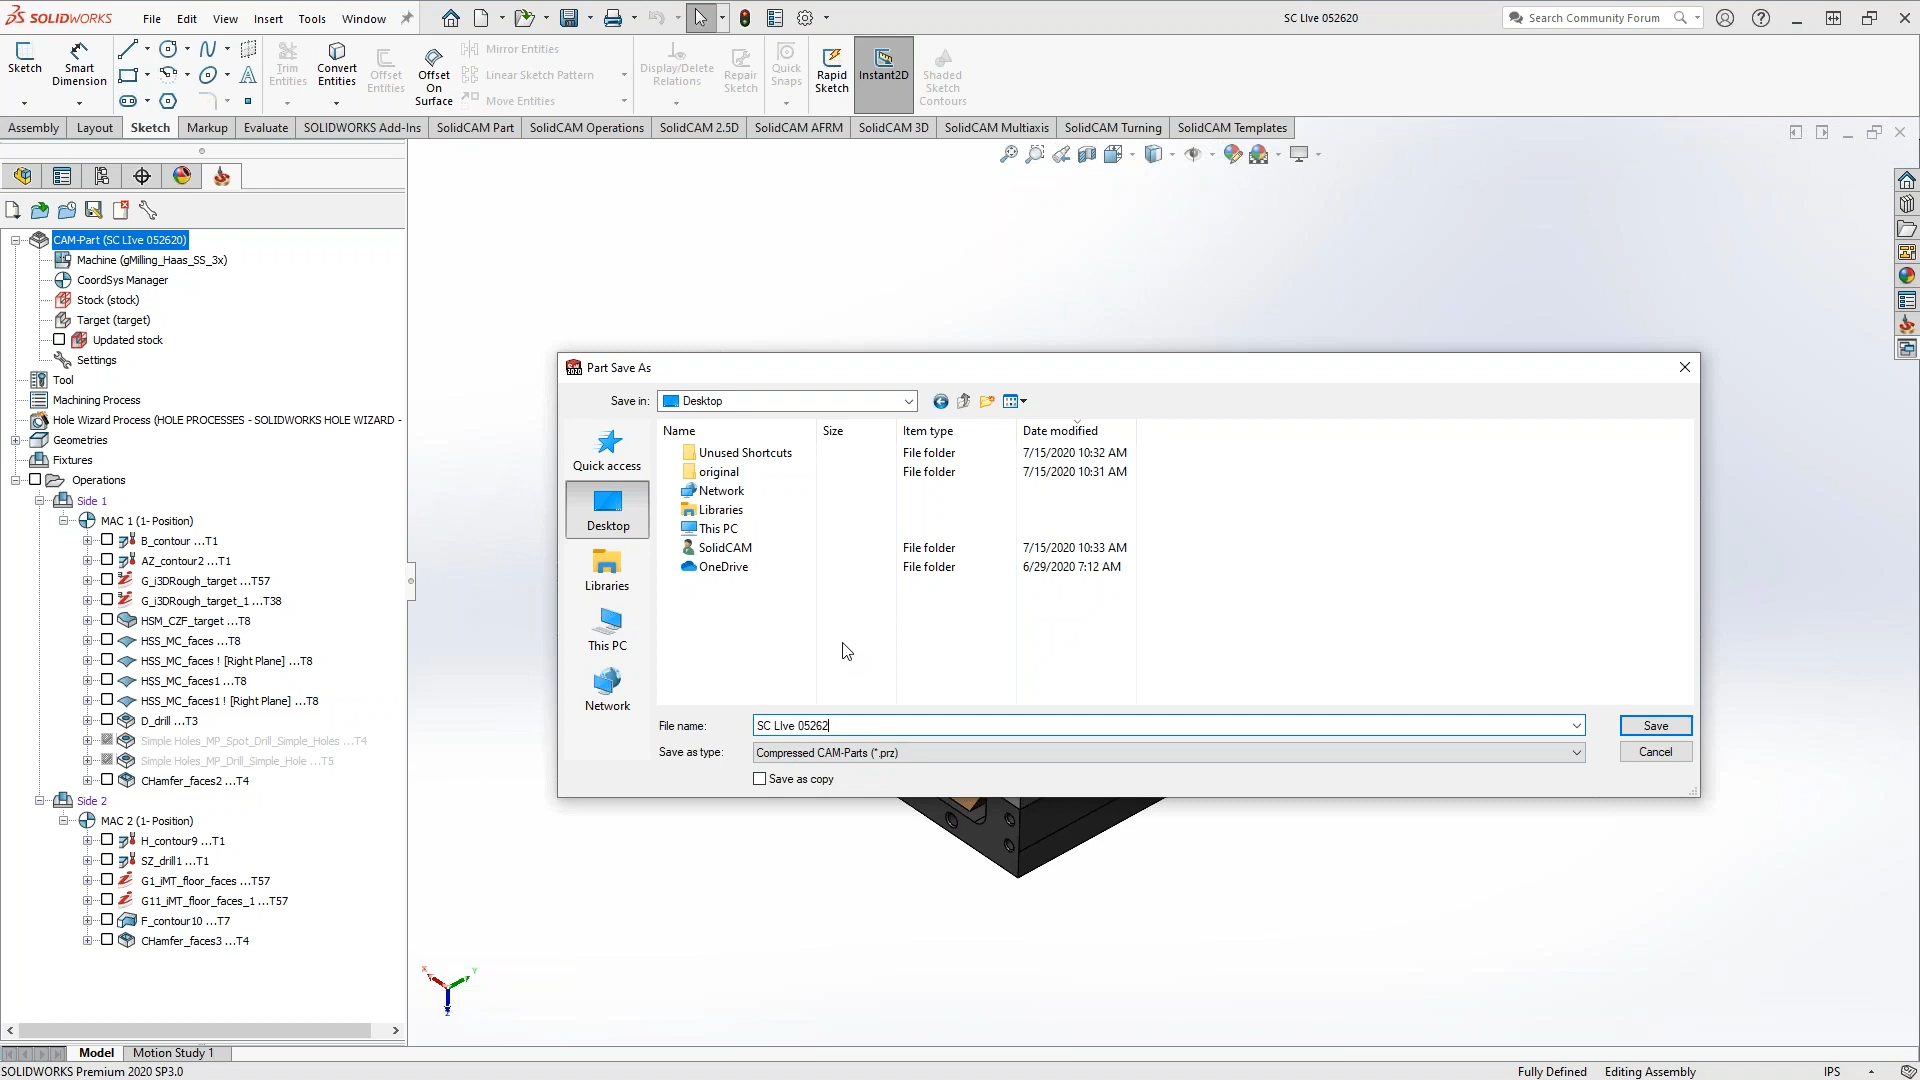 SOLIDWORKS File Edit View Insert Tools Window SC LIve 052620 Search Community Forum
Sketch Smart Dimension Trim Entities Convert Entities Offset Entities Offset On Surface Mirror Entities Linear Sketch Pattern Move Entities Display/Delete Relations Repair Sketch Quick Snaps Rapid Sketch Instant2D Shaded Sketch Contours
Assembly Layout Sketch Markup Evaluate SOLIDWORKS Add-Ins SolidCAM Part SolidCAM Operations SolidCAM 2.5D SolidCAM AFRM SolidCAM 3D SolidCAM Multiaxis SolidCAM Turning SolidCAM Templates
CAM-Part (SC LIve 052620)
Machine (gMilling_Haas_SS_3x)
CoordSys Manager
Stock (stock)
Target (target)
Updated stock
Settings
Tool
Machining Process
Hole Wizard Process (HOLE PROCESSES - SOLIDWORKS HOLE WIZARD -
Geometries
Fixtures
Operations
Side 1
MAC 1 (1- Position)
B_contour ...T1
AZ_contour2 ...T1
G_i3DRough_target ...T57
G_i3DRough_target_1 ...T38
HSM_CZF_target ...T8
HSS_MC_faces ...T8
HSS_MC_faces ! [Right Plane] ...T8
HSS_MC_faces1 ...T8
HSS_MC_faces1 ! [Right Plane] ...T8
D_drill ...T3
Simple Holes_MP_Spot_Drill_Simple_Holes ...T4
Simple Holes_MP_Drill_Simple_Hole ...T5
CHamfer_faces2 ...T4
Side 2
MAC 2 (1- Position)
H_contour9 ...T1
SZ_drill1 ...T1
G1_iMT_floor_faces ...T57
G11_iMT_floor_faces_1 ...T57
F_contour10 ...T7
CHamfer_faces3 ...T4
Part Save As
Save in: Desktop
Quick access
Desktop
Libraries
This PC
Network
Name Size Item type Date modified
Unused Shortcuts File folder 7/15/2020 10:32 AM
original File folder 7/15/2020 10:31 AM
Network
Libraries
This PC
SolidCAM File folder 7/15/2020 10:33 AM
OneDrive File folder 6/29/2020 7:12 AM
File name: SC LIve 05262 Save
Save as type: Compressed CAM-Parts (*.prz) Cancel
Save as copy
X Y Z
Model Motion Study 1
SOLIDWORKS Premium 2020 SP3.0 Fully Defined Editing Assembly IPS